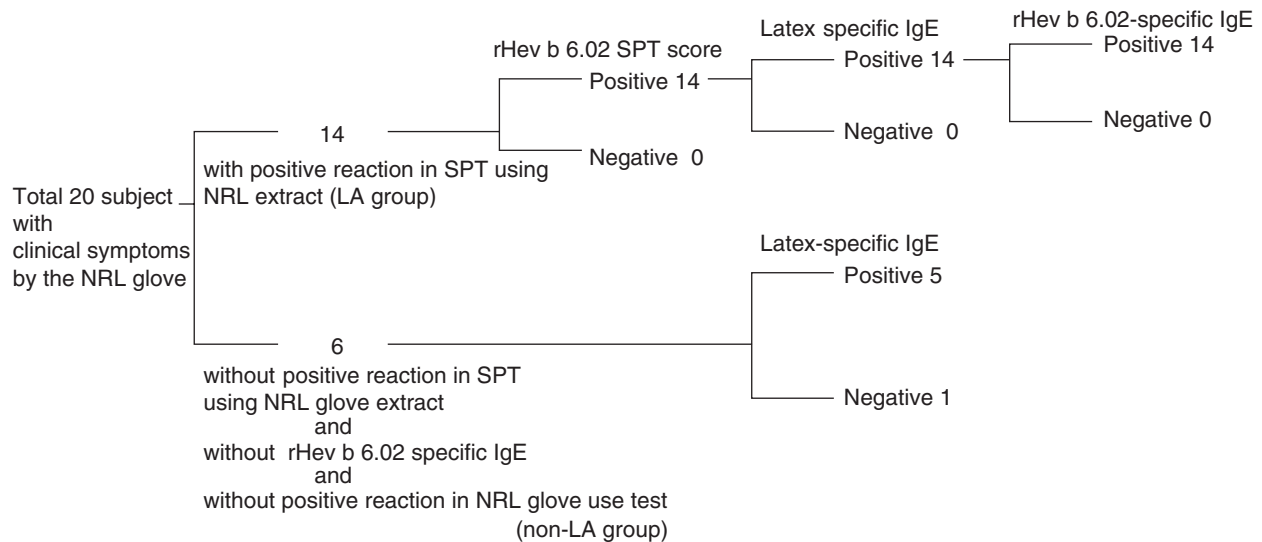 Total 20 subject
with
clinical symptoms
by the NRL glove
14
with positive reaction in SPT using
NRL extract (LA group)
rHev b 6.02 SPT score
Positive 14
Negative 0
Latex specific IgE
Positive 14
Negative 0
rHev b 6.02-specific IgE
Positive 14
Negative 0
6
without positive reaction in SPT
using NRL glove extract
and
without rHev b 6.02 specific IgE
and
without positive reaction in NRL glove use test
(non-LA group)
Latex-specific IgE
Positive 5
Negative 1